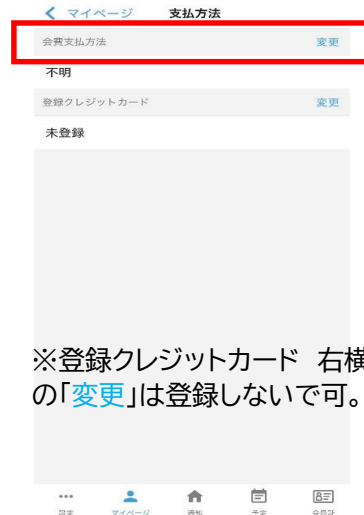 マイページ 支払方法
会費支払方法 変更
不明
登録クレジットカード 変更
未登録
※登録クレジットカード 右横
の「変更」は登録しないで可。
設定 マイページ 通知 予定 会員証